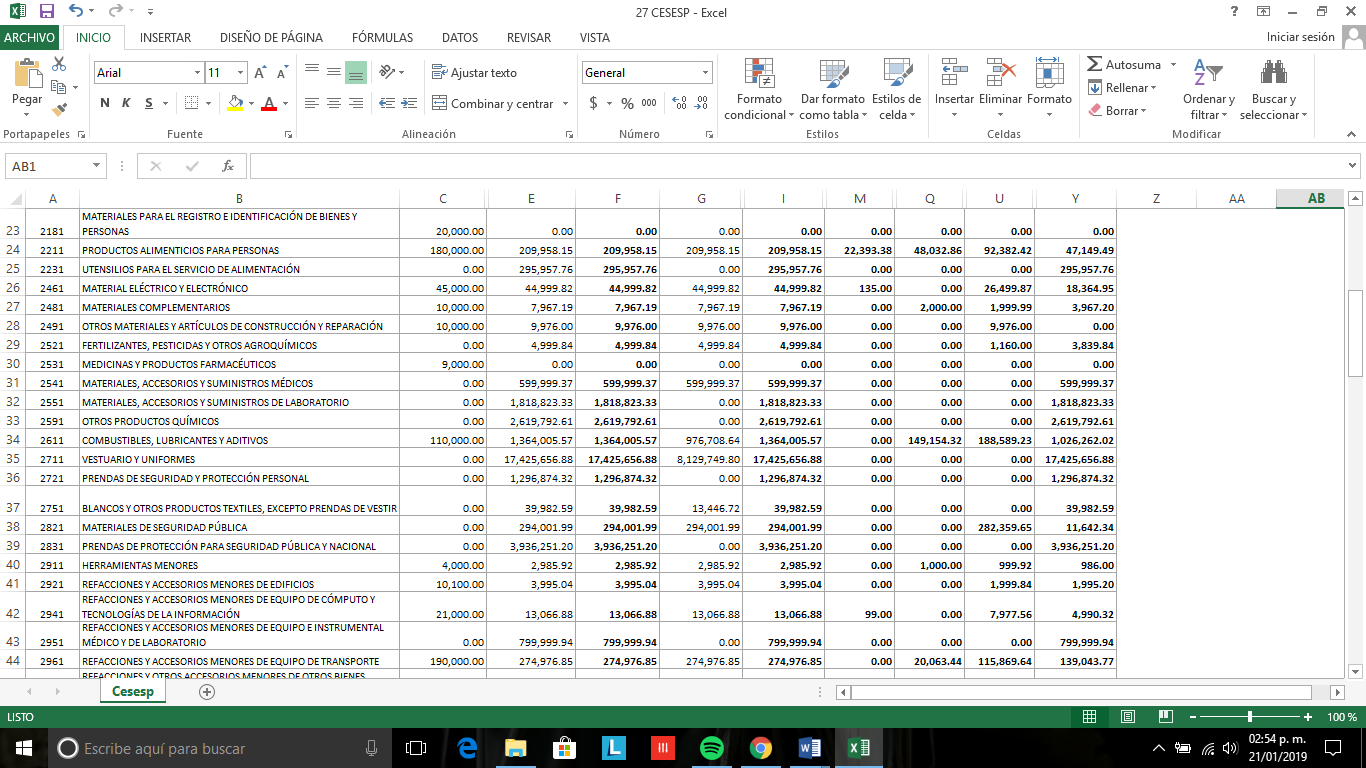 27 CESESP - Excel
?
ARCHIVO INICIO INSERTAR DISEÑO DE PÁGINA FÓRMULAS DATOS REVISAR VISTA Iniciar sesión
Pegar
Arial 11
N K S
Ajustar texto
Combinar y centrar
General
$ % 000
Formato condicional
Dar formato como tabla
Estilos de celda
Insertar Eliminar Formato
Autosuma
Rellenar
Borrar
Ordenar y filtrar
Buscar y seleccionar
Portapapeles Fuente Alineación Número Estilos Celdas Modificar
AB1 fx
A B C E F G I M Q U Y Z AA AB
MATERIALES PARA EL REGISTRO E IDENTIFICACIÓN DE BIENES Y
23 2181 PERSONAS 20,000.00 0.00 0.00 0.00 0.00 0.00 0.00 0.00 0.00
24 2211 PRODUCTOS ALIMENTICIOS PARA PERSONAS 180,000.00 209,958.15 209,958.15 209,958.15 209,958.15 22,393.38 48,032.86 92,382.42 47,149.49
25 2231 UTENSILIOS PARA EL SERVICIO DE ALIMENTACIÓN 0.00 295,957.76 295,957.76 0.00 295,957.76 0.00 0.00 0.00 295,957.76
26 2461 MATERIAL ELÉCTRICO Y ELECTRÓNICO 45,000.00 44,999.82 44,999.82 44,999.82 44,999.82 135.00 0.00 26,499.87 18,364.95
27 2481 MATERIALES COMPLEMENTARIOS 10,000.00 7,967.19 7,967.19 7,967.19 7,967.19 0.00 2,000.00 1,999.99 3,967.20
28 2491 OTROS MATERIALES Y ARTÍCULOS DE CONSTRUCCIÓN Y REPARACIÓN 10,000.00 9,976.00 9,976.00 9,976.00 9,976.00 0.00 0.00 9,976.00 0.00
29 2521 FERTILIZANTES, PESTICIDAS Y OTROS AGROQUÍMICOS 0.00 4,999.84 4,999.84 4,999.84 4,999.84 0.00 0.00 1,160.00 3,839.84
30 2531 MEDICINAS Y PRODUCTOS FARMACÉUTICOS 9,000.00 0.00 0.00 0.00 0.00 0.00 0.00 0.00 0.00
31 2541 MATERIALES, ACCESORIOS Y SUMINISTROS MÉDICOS 0.00 599,999.37 599,999.37 599,999.37 599,999.37 0.00 0.00 0.00 599,999.37
32 2551 MATERIALES, ACCESORIOS Y SUMINISTROS DE LABORATORIO 0.00 1,818,823.33 1,818,823.33 0.00 1,818,823.33 0.00 0.00 0.00 1,818,823.33
33 2591 OTROS PRODUCTOS QUÍMICOS 0.00 2,619,792.61 2,619,792.61 0.00 2,619,792.61 0.00 0.00 0.00 2,619,792.61
34 2611 COMBUSTIBLES, LUBRICANTES Y ADITIVOS 110,000.00 1,364,005.57 1,364,005.57 976,708.64 1,364,005.57 0.00 149,154.32 188,589.23 1,026,262.02
35 2711 VESTUARIO Y UNIFORMES 0.00 17,425,656.88 17,425,656.88 8,129,749.80 17,425,656.88 0.00 0.00 0.00 17,425,656.88
36 2721 PRENDAS DE SEGURIDAD Y PROTECCIÓN PERSONAL 0.00 1,296,874.32 1,296,874.32 0.00 1,296,874.32 0.00 0.00 0.00 1,296,874.32
37 2751 BLANCOS Y OTROS PRODUCTOS TEXTILES, EXCEPTO PRENDAS DE VESTIR 0.00 39,982.59 39,982.59 13,446.72 39,982.59 0.00 0.00 0.00 39,982.59
38 2821 MATERIALES DE SEGURIDAD PÚBLICA 0.00 294,001.99 294,001.99 294,001.99 294,001.99 0.00 0.00 282,359.65 11,642.34
39 2831 PRENDAS DE PROTECCIÓN PARA SEGURIDAD PÚBLICA Y NACIONAL 0.00 3,936,251.20 3,936,251.20 0.00 3,936,251.20 0.00 0.00 0.00 3,936,251.20
40 2911 HERRAMIENTAS MENORES 4,000.00 2,985.92 2,985.92 2,985.92 2,985.92 0.00 1,000.00 999.92 986.00
41 2921 REFACCIONES Y ACCESORIOS MENORES DE EDIFICIOS 10,100.00 3,995.04 3,995.04 3,995.04 3,995.04 0.00 0.00 1,999.84 1,995.20
REFACCIONES Y ACCESORIOS MENORES DE EQUIPO DE CÓMPUTO Y
42 2941 TECNOLOGÍAS DE LA INFORMACIÓN 21,000.00 13,066.88 13,066.88 13,066.88 13,066.88 99.00 0.00 7,977.56 4,990.32
REFACCIONES Y ACCESORIOS MENORES DE EQUIPO E INSTRUMENTAL
43 2951 MÉDICO Y DE LABORATORIO 0.00 799,999.94 799,999.94 0.00 799,999.94 0.00 0.00 0.00 799,999.94
44 2961 REFACCIONES Y ACCESORIOS MENORES DE EQUIPO DE TRANSPORTE 190,000.00 274,976.85 274,976.85 274,976.85 274,976.85 0.00 20,063.44 115,869.64 139,043.77
REFACCIONES Y OTROS ACCESORIOS MENORES DE OTROS BIENES
Cesesp
LISTO 100 %
Escribe aquí para buscar
02:54 p. m.
21/01/2019